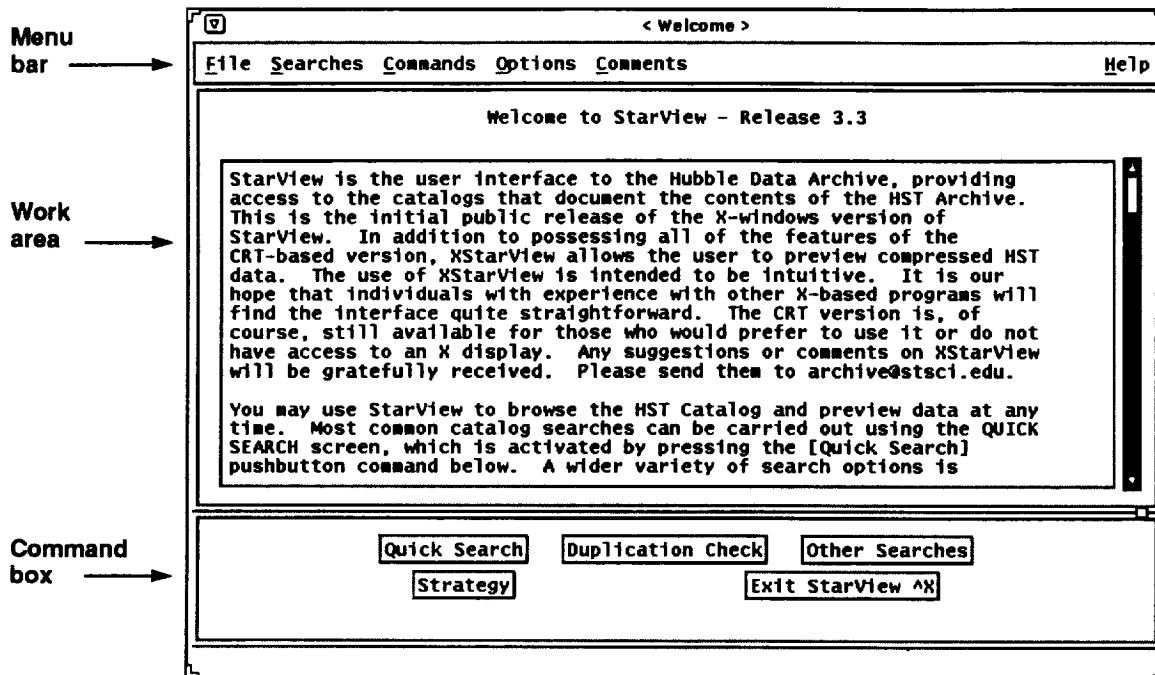 < Welcome >
Menu
bar
File Searches Commands Options Comments Help
Welcome to StarView - Release 3.3
Work
area
StarView is the user interface to the Hubble Data Archive, providing
access to the catalogs that document the contents of the HST Archive.
This is the initial public release of the X-windows version of
StarView. In addition to possessing all of the features of the
CRT-based version, XStarView allows the user to preview compressed HST
data. The use of XStarView is intended to be intuitive. It is our
hope that individuals with experience with other X-based programs will
find the interface quite straightforward. The CRT version is, of
course, still available for those who would prefer to use it or do not
have access to an X display. Any suggestions or comments on XStarView
will be gratefully received. Please send them to archive@stsci.edu.
You may use StarView to browse the HST Catalog and preview data at any
time. Most common catalog searches can be carried out using the QUICK
SEARCH screen, which is activated by pressing the [Quick Search]
pushbutton command below. A wider variety of search options is
Command
box
Quick Search Duplication Check Other Searches
Strategy Exit StarView ^X